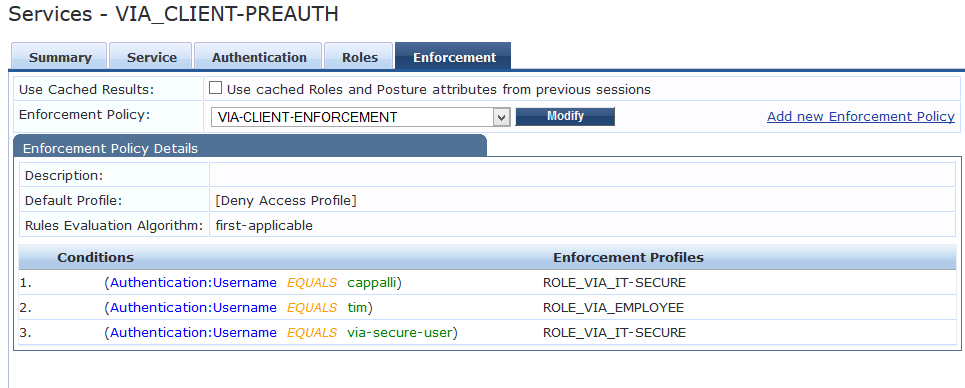 Services - VIA_CLIENT-PREAUTH
Summary Service Authentication Roles Enforcement
Use Cached Results: Use cached Roles and Posture attributes from previous sessions
Enforcement Policy: VIA-CLIENT-ENFORCEMENT Modify Add new Enforcement Policy
Enforcement Policy Details
Description:
Default Profile: [Deny Access Profile]
Rules Evaluation Algorithm: first-applicable
Conditions Enforcement Profiles
1. (Authentication:Username EQUALS cappalli) ROLE_VIA_IT-SECURE
2. (Authentication:Username EQUALS tim) ROLE_VIA_EMPLOYEE
3. (Authentication:Username EQUALS via-secure-user) ROLE_VIA_IT-SECURE